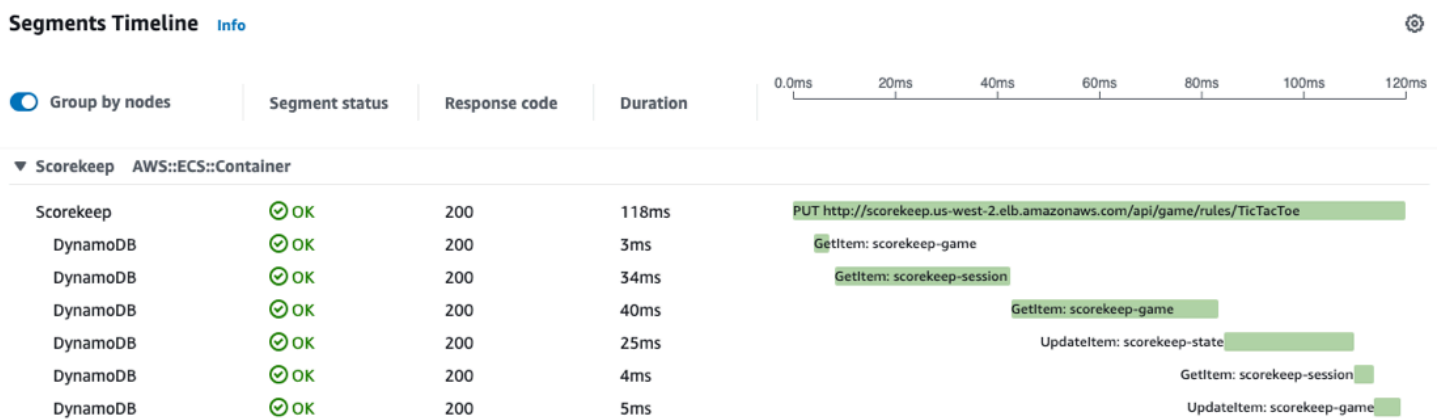 Segments Timeline Info
0.0ms 20ms 40ms 60ms 80ms 100ms 120ms
Group by nodes Segment status Response code Duration
Scorekeep AWS::ECS::Container
Scorekeep OK 200 118ms PUT http://scorekeep.us-west-2.elb.amazonaws.com/api/game/rules/TicTacToe
DynamoDB OK 200 3ms GetItem: scorekeep-game
DynamoDB OK 200 34ms GetItem: scorekeep-session
DynamoDB OK 200 40ms GetItem: scorekeep-game
DynamoDB OK 200 25ms UpdateItem: scorekeep-state
DynamoDB OK 200 4ms GetItem: scorekeep-session
DynamoDB OK 200 5ms UpdateItem: scorekeep-game